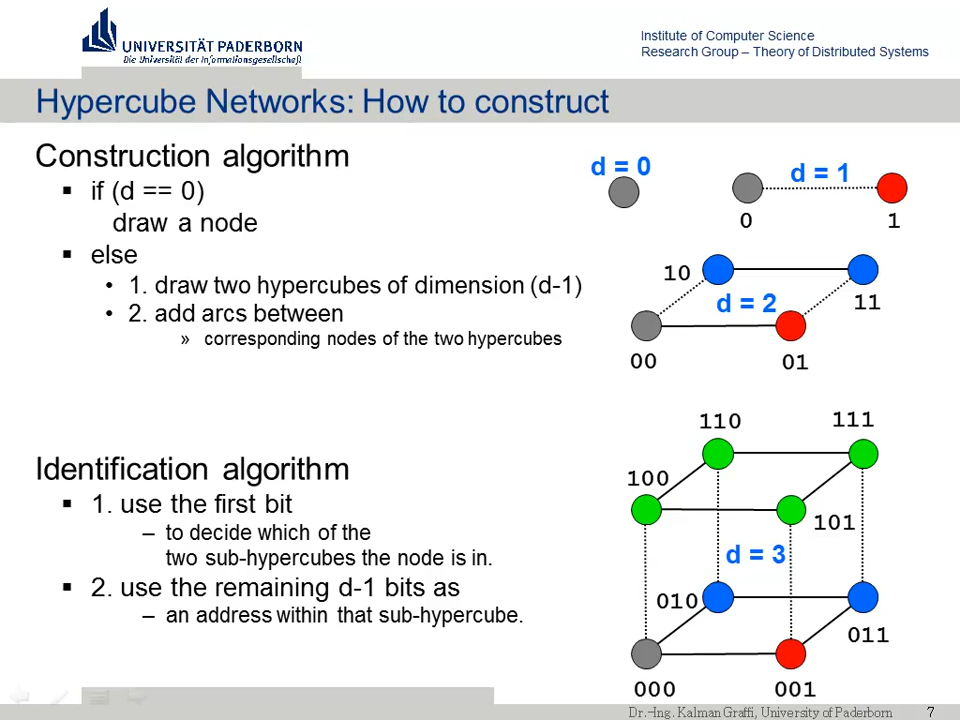 UNIVERSITÄT PADERBORN
Die Universität der Informationsgesellschaft
Institute of Computer Science
Research Group – Theory of Distributed Systems
Hypercube Networks: How to construct
Construction algorithm
▪ if (d == 0)
draw a node
▪ else
• 1. draw two hypercubes of dimension (d-1)
• 2. add arcs between
» corresponding nodes of the two hypercubes
Identification algorithm
▪ 1. use the first bit
– to decide which of the
two sub-hypercubes the node is in.
▪ 2. use the remaining d-1 bits as
– an address within that sub-hypercube.
d = 0
d = 1
0 1
10
d = 2
11
00 01
110 111
100
101
d = 3
010
011
000 001
Dr.-Ing. Kalman Graffi, University of Paderborn 7